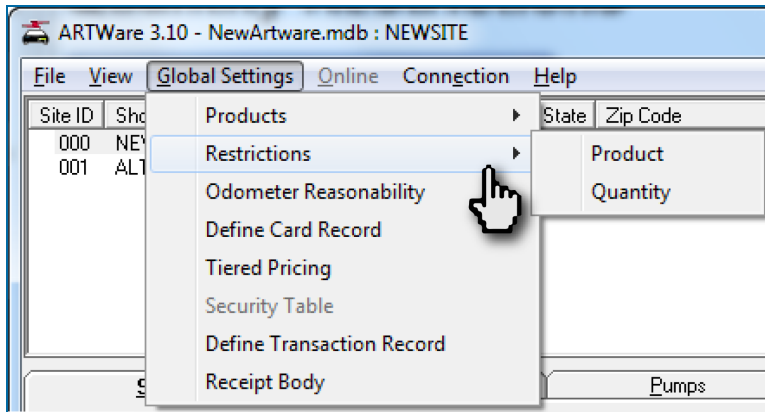 ARTWare 3.10 - NewArtware.mdb : NEWSITE
File View Global Settings Online Connection Help
Site ID State Zip Code
000
001
Products
Restrictions
Odometer Reasonability
Define Card Record
Tiered Pricing
Security Table
Define Transaction Record
Receipt Body
Product
Quantity
Pumps